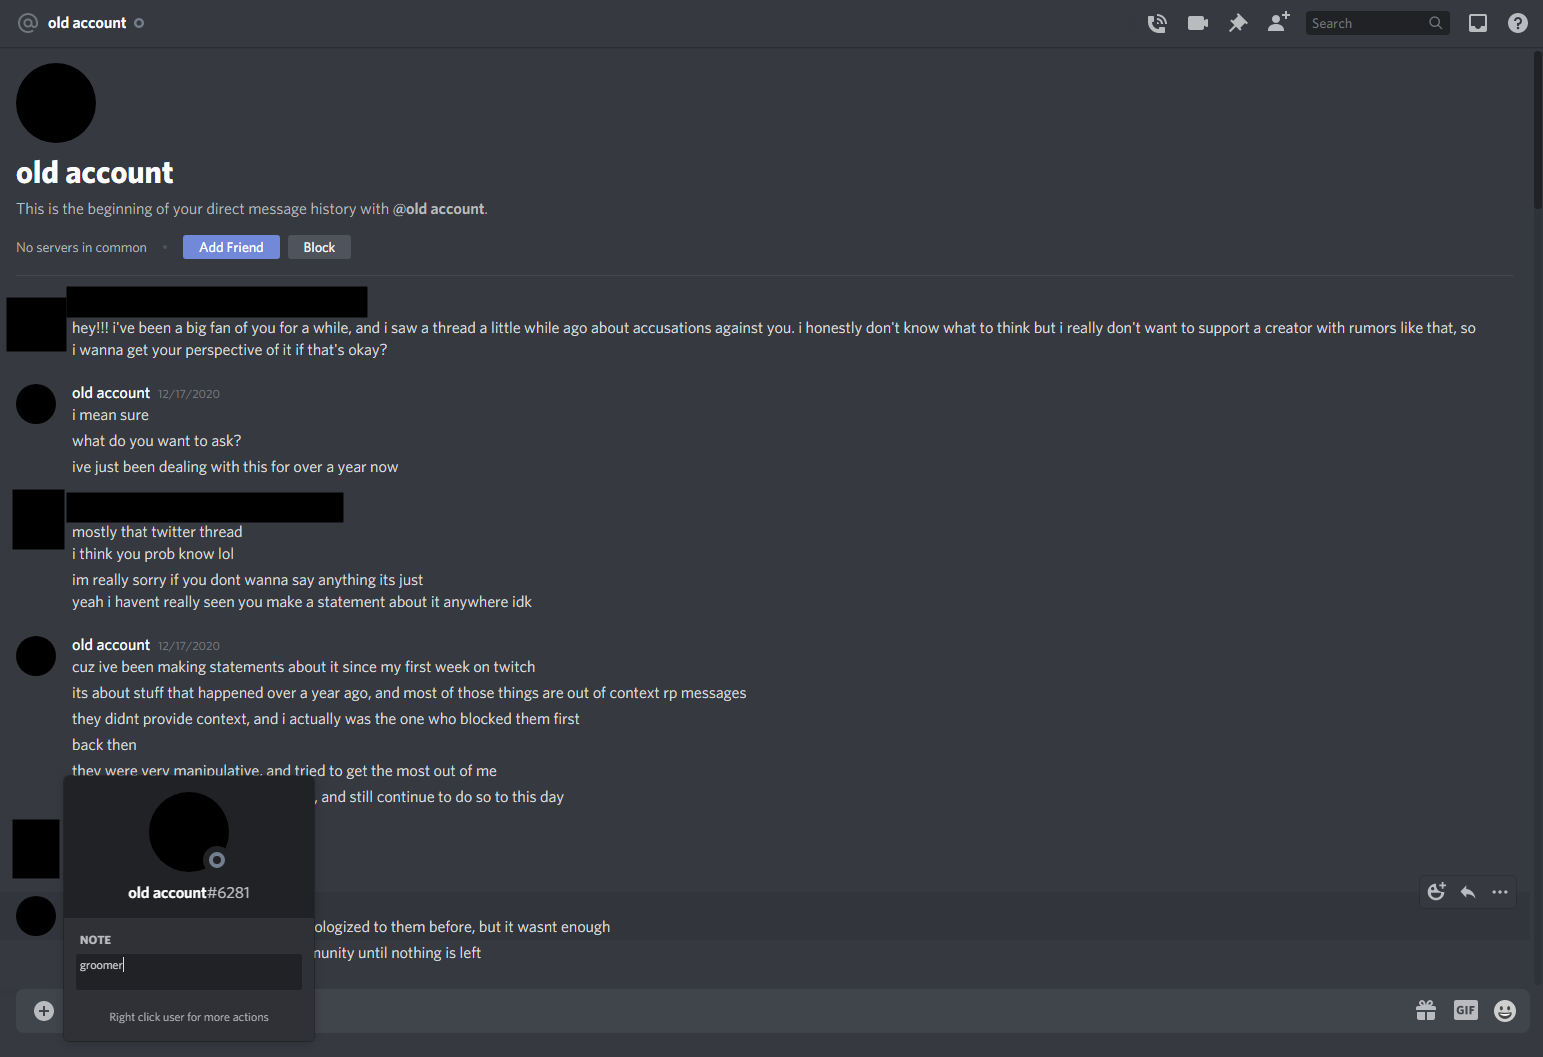 old account
Search
old account
This is the beginning of your direct message history with @old account.
No servers in common
Add Friend
Block
hey!!! i've been a big fan of you for a while, and i saw a thread a little while ago about accusations against you. i honestly don't know what to think but i really don't want to support a creator with rumors like that, so
i wanna get your perspective of it if that's okay?
old account 12/17/2020
i mean sure
what do you want to ask?
ive just been dealing with this for over a year now
mostly that twitter thread
i think you prob know lol
im really sorry if you dont wanna say anything its just
yeah i havent really seen you make a statement about it anywhere idk
old account 12/17/2020
cuz ive been making statements about it since my first week on twitch
its about stuff that happened over a year ago, and most of those things are out of context rp messages
they didnt provide context, and i actually was the one who blocked them first
back then
they were very manipulative, and tried to get the most out of me
, and still continue to do so to this day
old account#6281
ologized to them before, but it wasnt enough
NOTE
munity until nothing is left
groomer
Right click user for more actions
GIF